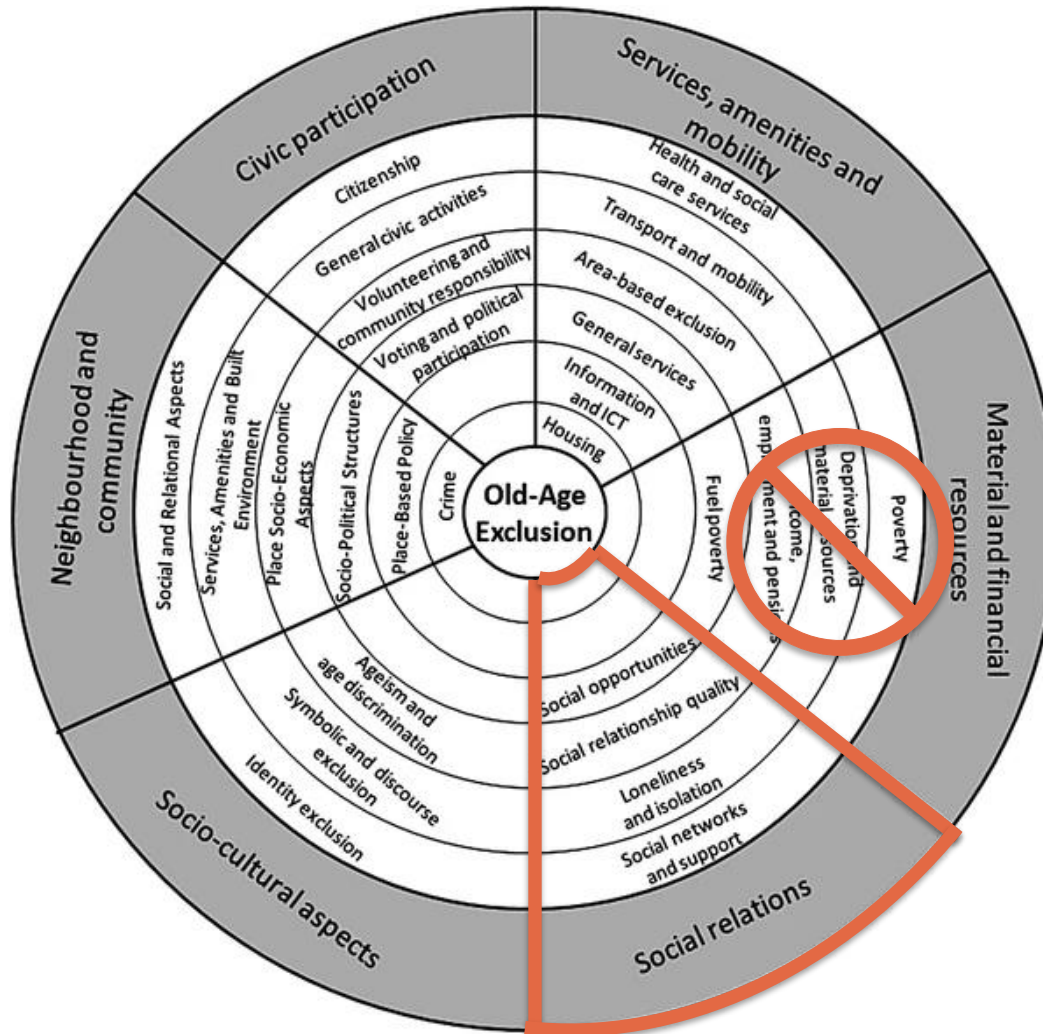 Civic participation
Citizenship
General civic activities
Volunteering and
community responsibility
Voting and political
participation
Services, amenities and
mobility
Health and social
care services
Transport and mobility
Area-based exclusion
General services
Information
and ICT
Housing
Material and financial
resources
Poverty
Deprivation and
material
Fuel poverty
Social relations
Social opportunities
Social relationship quality
Loneliness
and isolation
Social networks
and support
Socio-cultural aspects
Ageism and
age discrimination
Symbolic and discourse
exclusion
Identity exclusion
Neighbourhood and
community
Social and Relational Aspects
Services, Amenities and Built
Environment
Place Socio-Economic
Aspects
Socio-Political Structures
Place-Based Policy
Crime
Old-Age
Exclusion